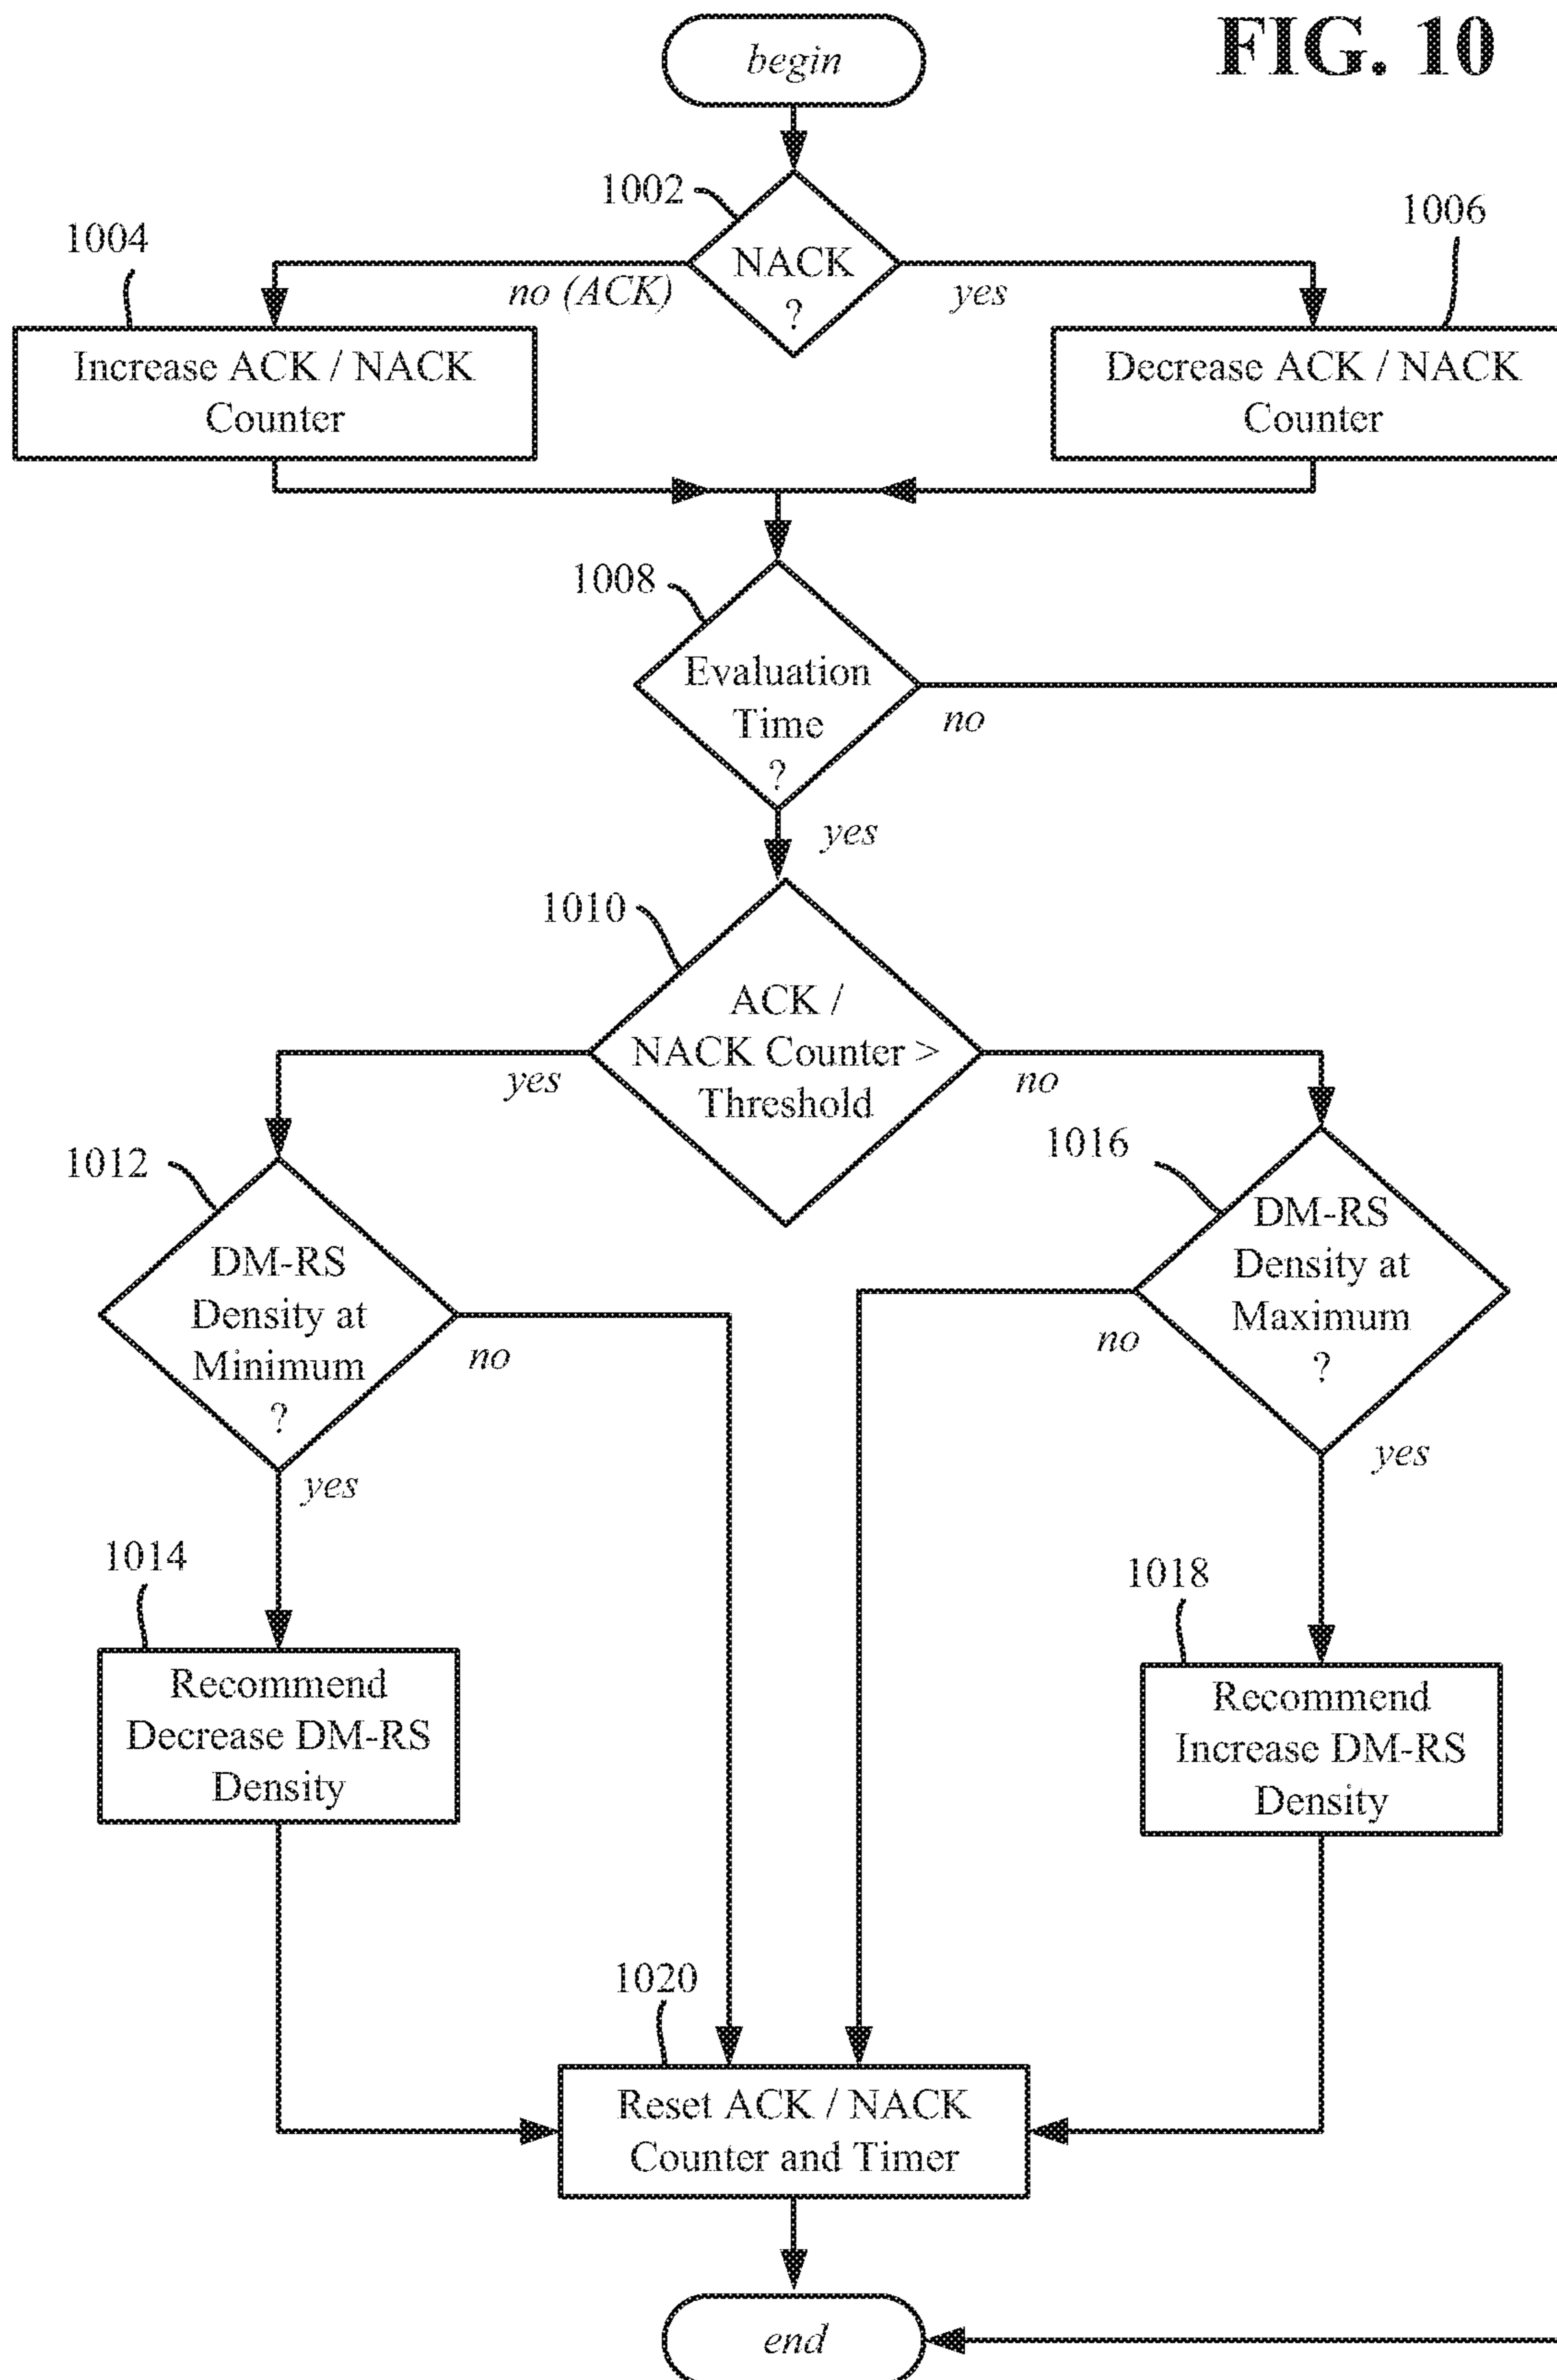 FIG. 10
begin
1002
NACK
?
no (ACK)
yes
1004
Increase ACK / NACK
Counter
1006
Decrease ACK / NACK
Counter
1008
Evaluation
Time
?
no
yes
1010
ACK /
NACK Counter >
Threshold
yes
no
1012
DM-RS
Density at
Minimum
?
no
yes
1016
DM-RS
Density at
Maximum
?
no
yes
1014
Recommend
Decrease DM-RS
Density
1018
Recommend
Increase DM-RS
Density
1020
Reset ACK / NACK
Counter and Timer
end